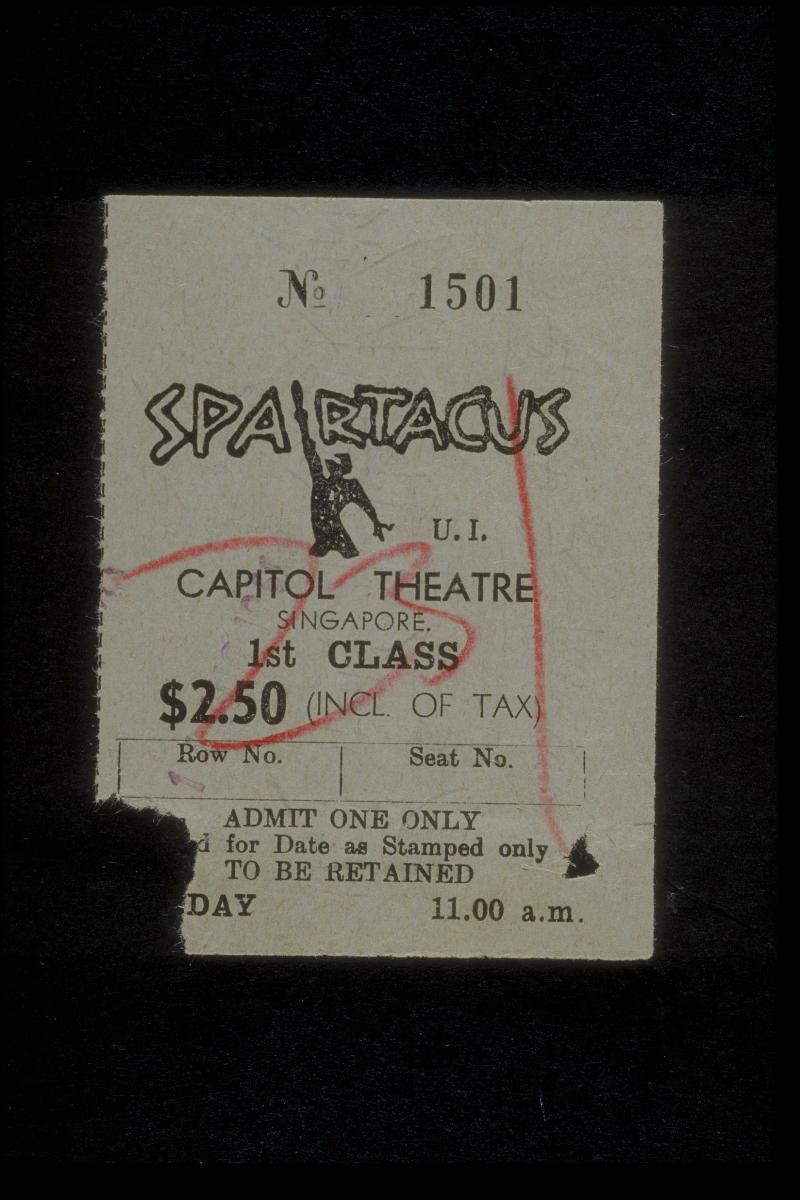 № 1501
SPARTACUS
U. I.
CAPITOL THEATRE
SINGAPORE.
1st CLASS
$2.50 (INCL. OF TAX)
Row No. Seat No.
ADMIT ONE ONLY
d for Date as Stamped only
TO BE RETAINED
DAY 11.00 a.m.